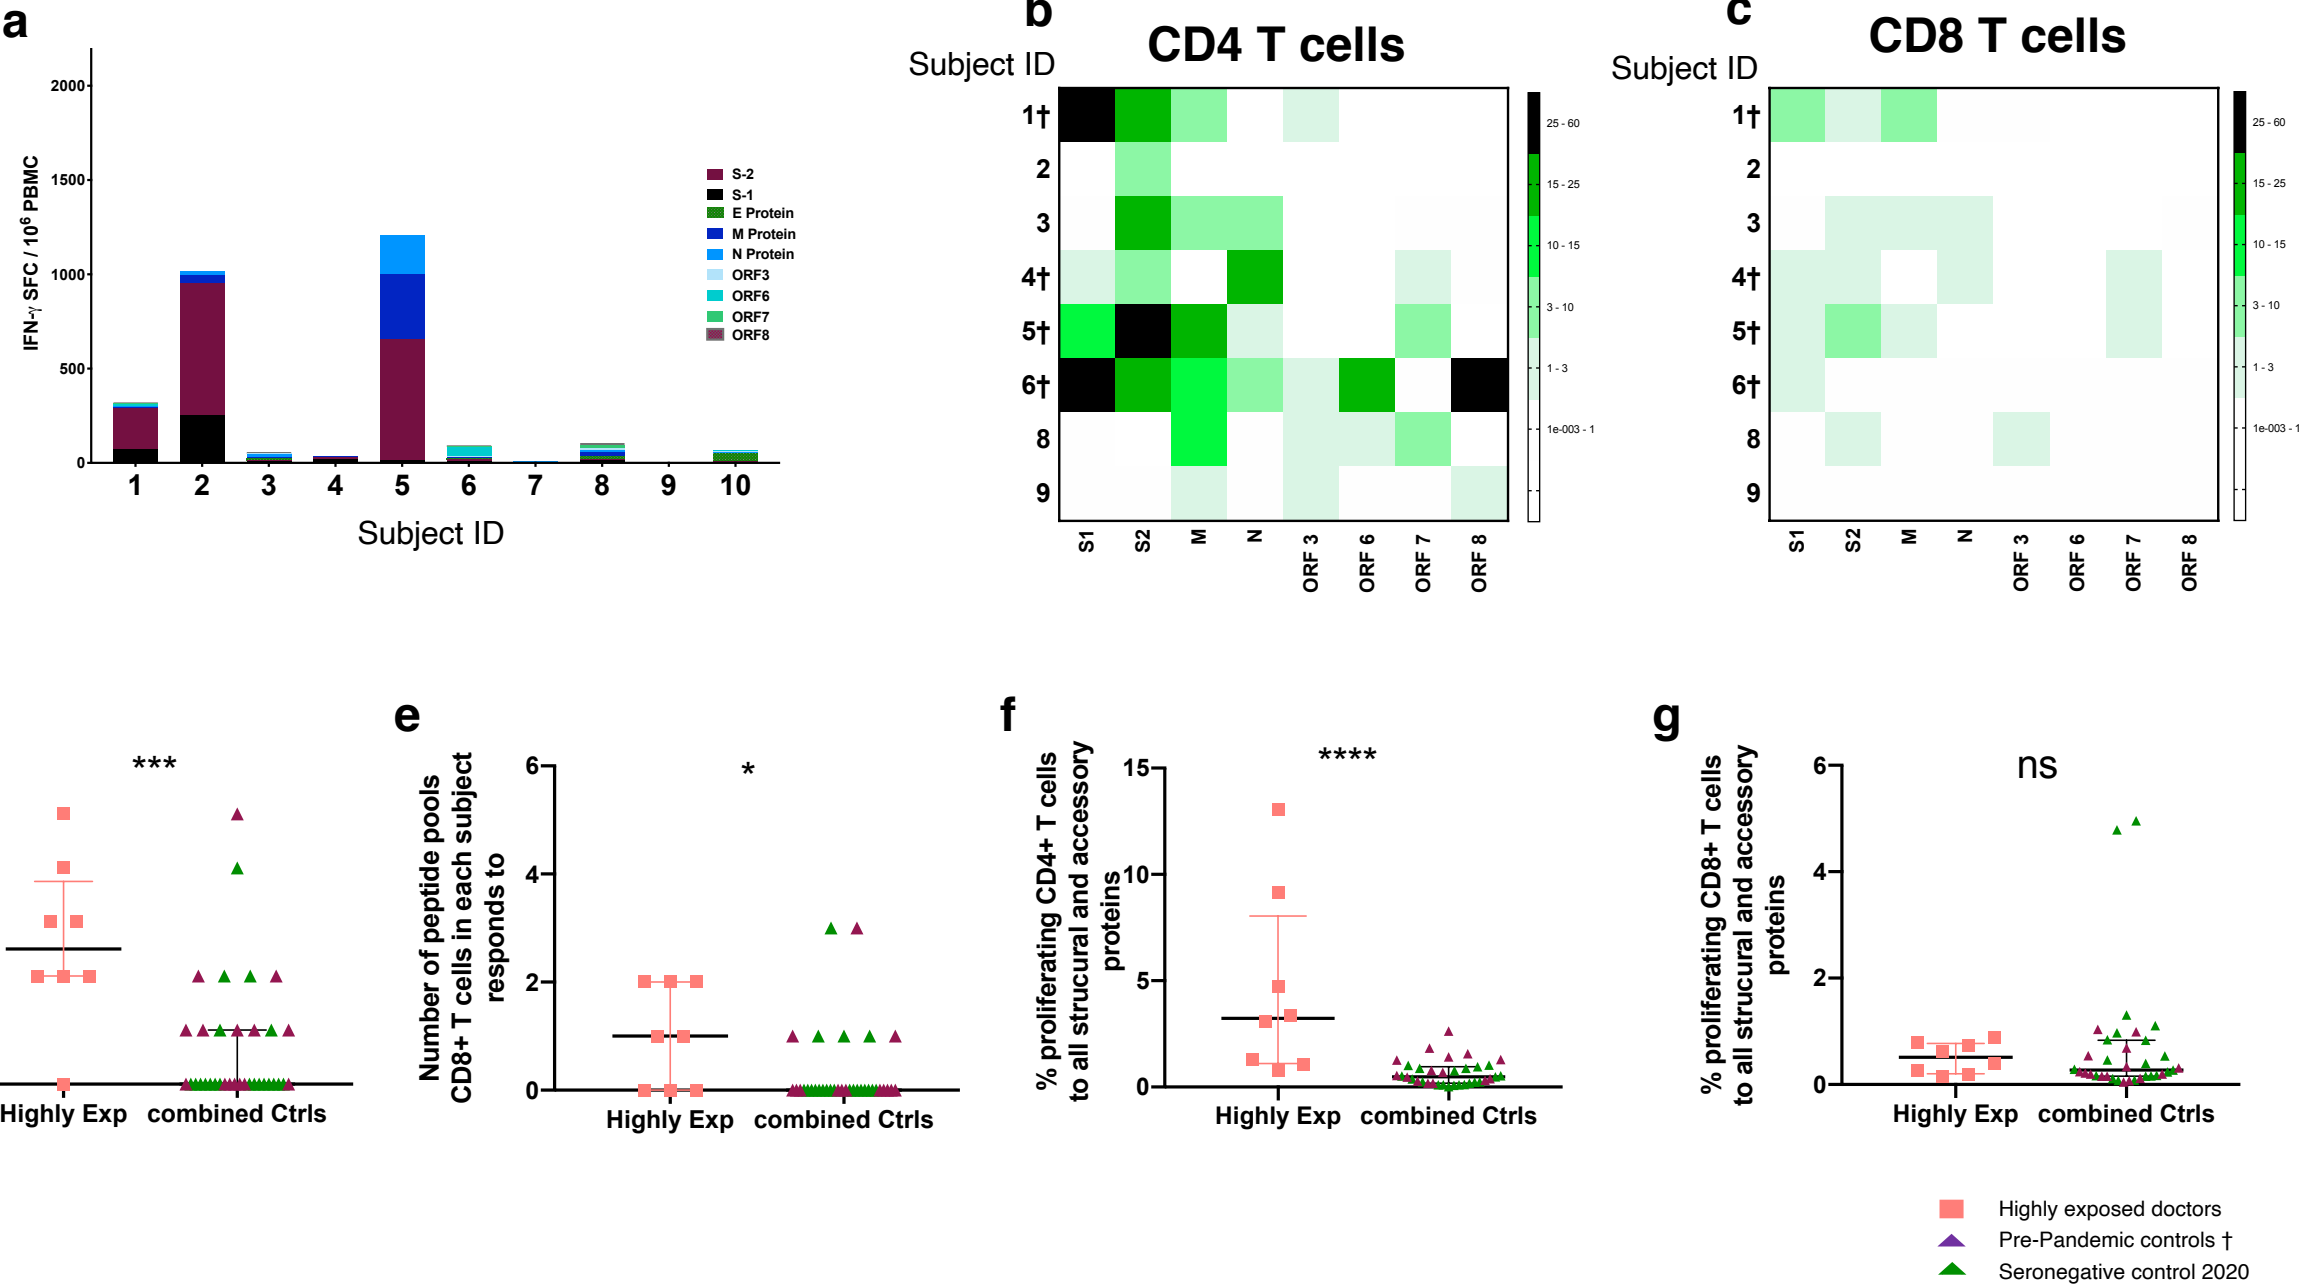 a
2000
1500
1000
500
0
IFN-γ SFC / 10⁶ PBMC
1 2 3 4 5 6 7 8 9 10
Subject ID
S-2
S-1
E Protein
M Protein
N Protein
ORF3
ORF6
ORF7
ORF8
b
CD4 T cells
Subject ID
1†
2
3
4†
5†
6†
8
9
S1 S2 M N ORF 3 ORF 6 ORF 7 ORF 8
25 - 60
15 - 25
10 - 15
3 - 10
1 - 3
1e-003 - 1
c
CD8 T cells
Subject ID
1†
2
3
4†
5†
6†
8
9
S1 S2 M N ORF 3 ORF 6 ORF 7 ORF 8
25 - 60
15 - 25
10 - 15
3 - 10
1 - 3
1e-003 - 1
***
Highly Exp combined Ctrls
e
Number of peptide pools
CD8+ T cells in each subject
responds to
6
4
2
0
*
Highly Exp combined Ctrls
f
% proliferating CD4+ T cells
to all strucural and accessory
proteins
15
10
5
0
****
Highly Exp combined Ctrls
g
% proliferating CD8+ T cells
to all strucural and accessory
proteins
6
4
2
0
ns
Highly Exp combined Ctrls
Highly exposed doctors
Pre-Pandemic controls †
Seronegative control 2020